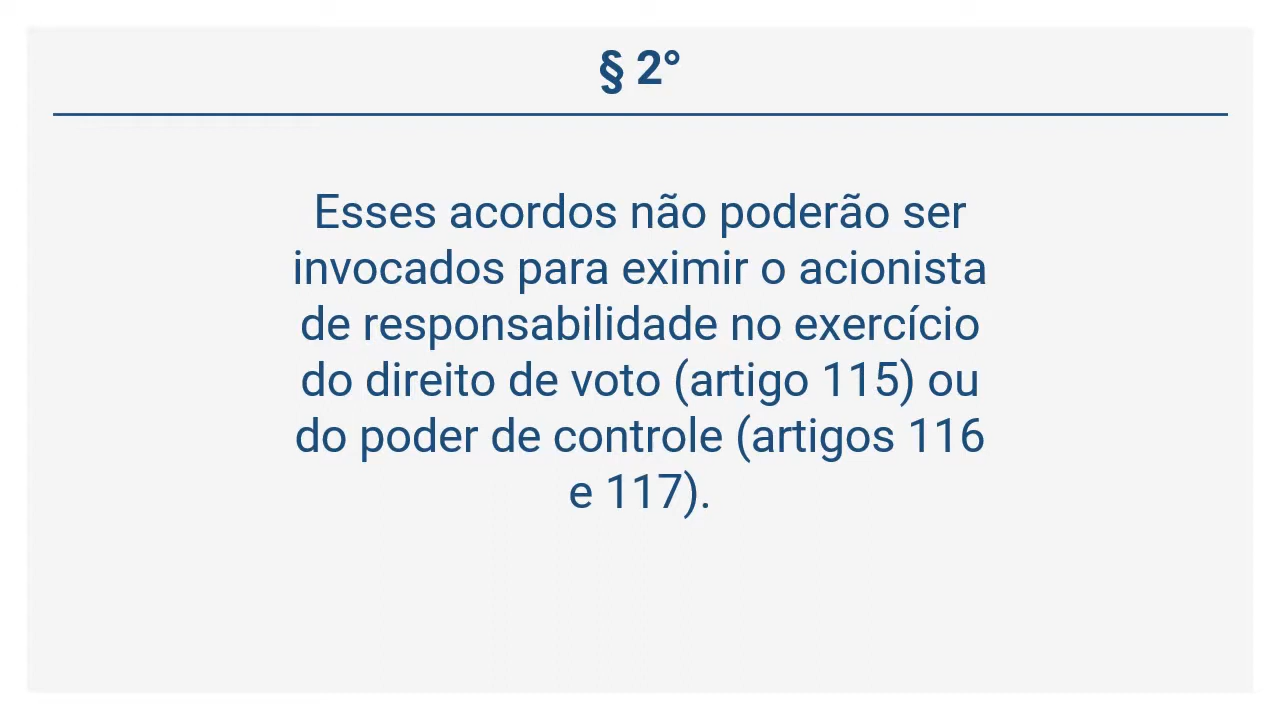 § 2°
Esses acordos não poderão ser
invocados para eximir o acionista
de responsabilidade no exercício
do direito de voto (artigo 115) ou
do poder de controle (artigos 116
e 117).